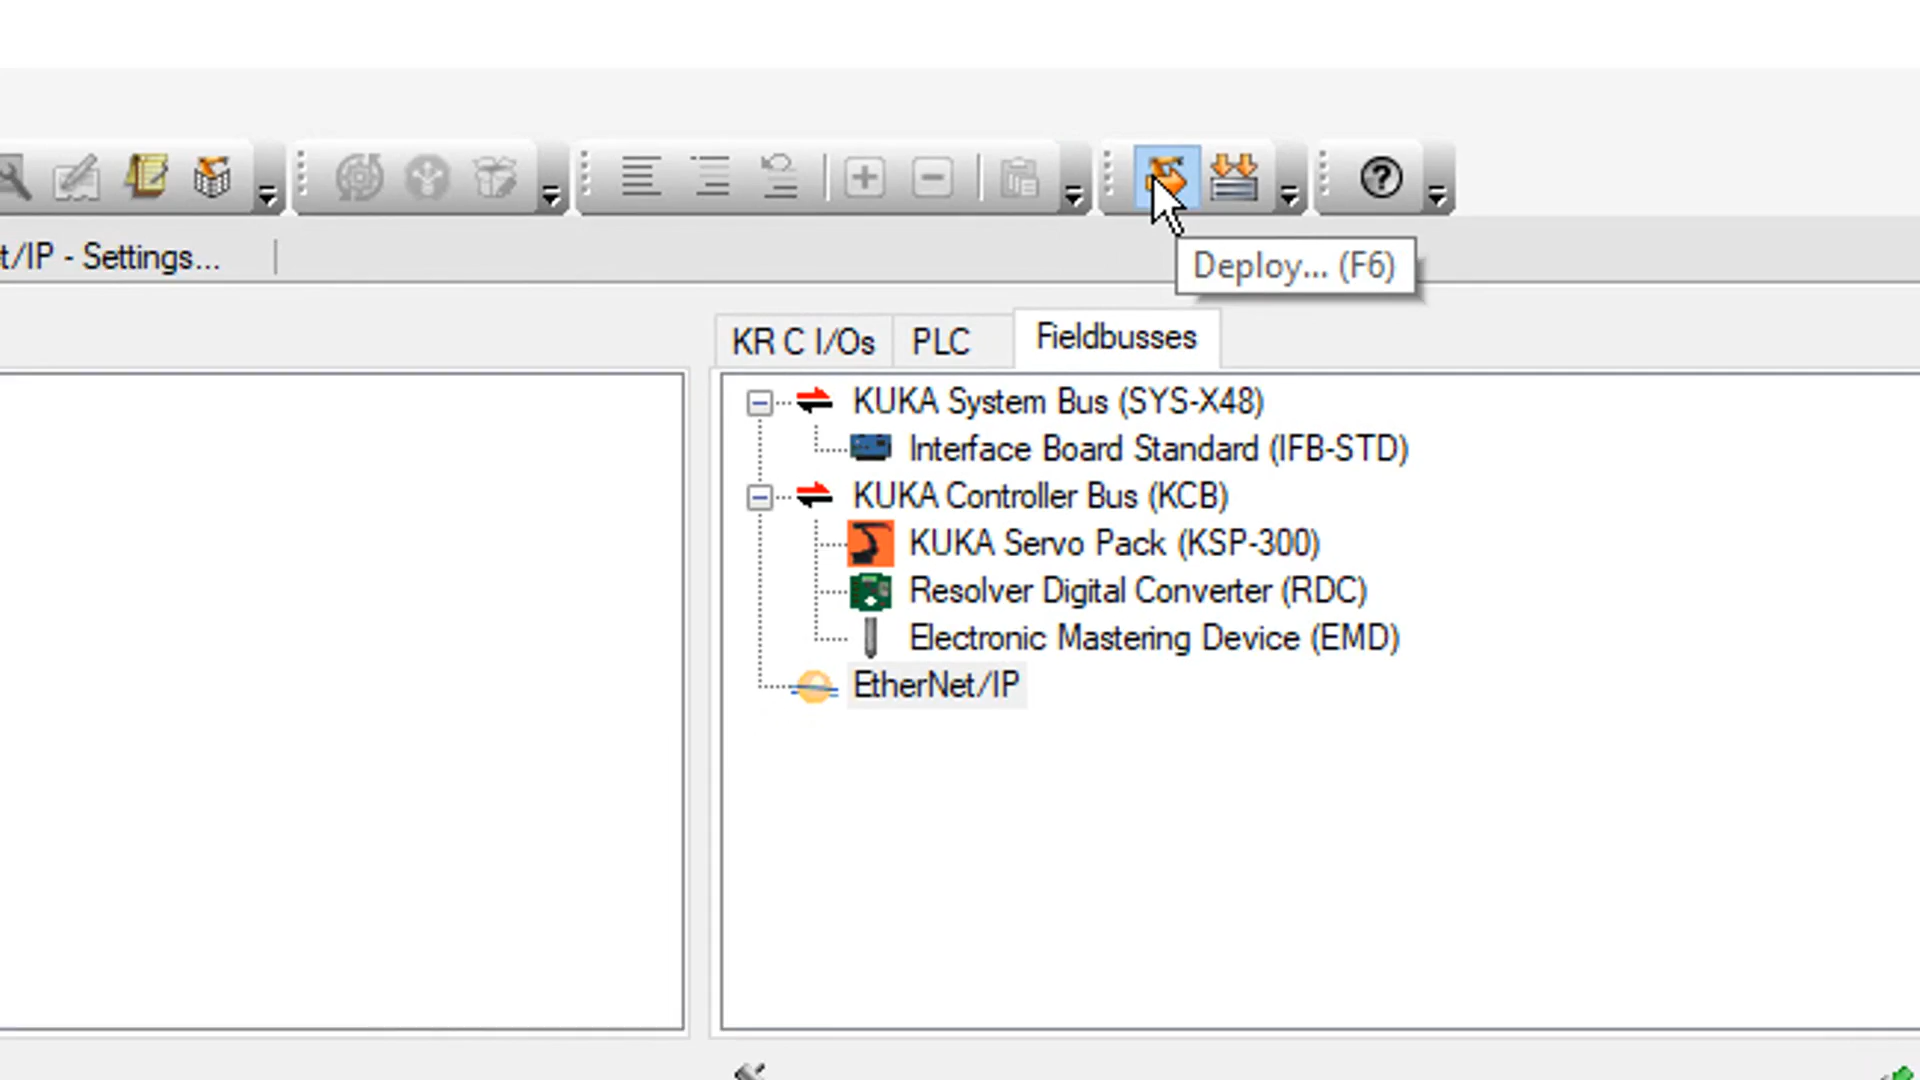 t/IP - Settings...
Deploy... (F6)
KR C I/Os
PLC
Fieldbusses
KUKA System Bus (SYS-X48)
Interface Board Standard (IFB-STD)
KUKA Controller Bus (KCB)
KUKA Servo Pack (KSP-300)
Resolver Digital Converter (RDC)
Electronic Mastering Device (EMD)
EtherNet/IP